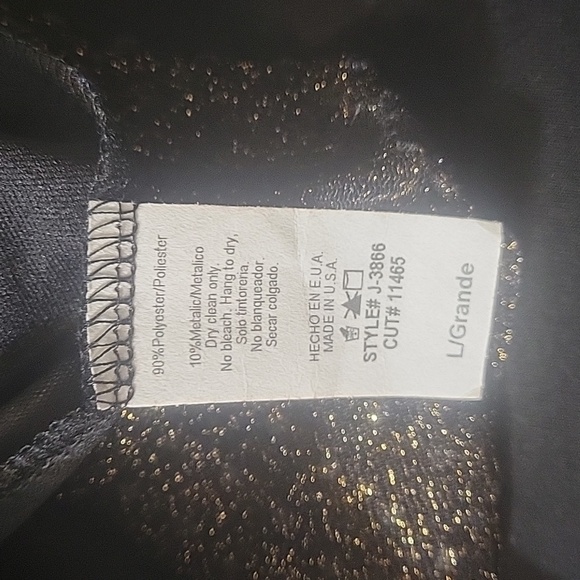 90%Polyester/Poliester
10%Metalic/Metalico
Dry clean only.
No bleach. Hang to dry,
Solo tintoreria.
No blanqueador.
Secar colgado.
HECHO EN E.U.A.
MADE IN U.S.A.
STYLE# J-3866
CUT# 11465
L/Grande